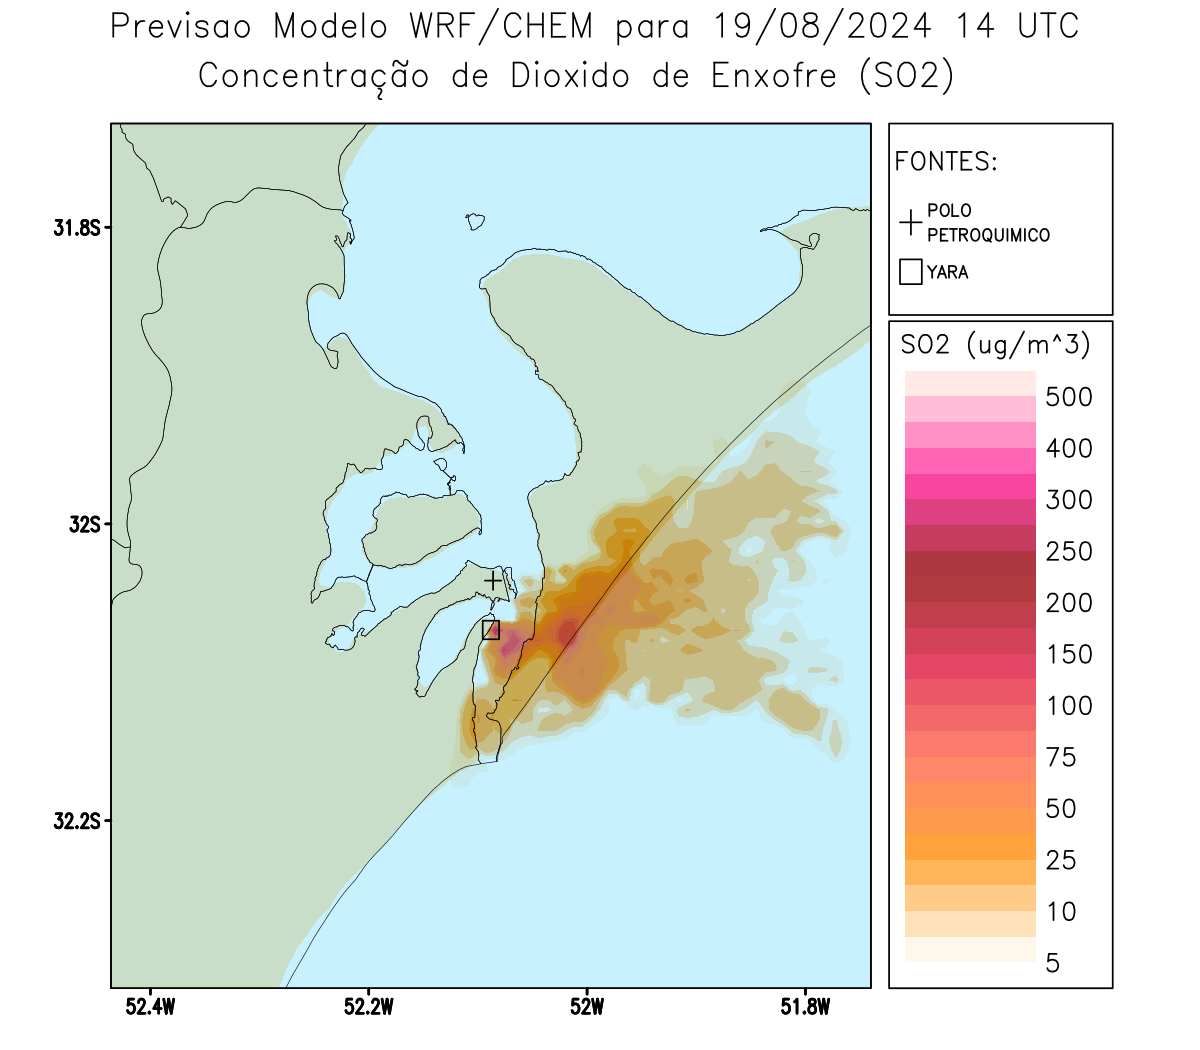 Previsao Modelo WRF/CHEM para 19/08/2024 14 UTC
Concentração de Dioxido de Enxofre (SO2)
FONTES:
POLO
PETROQUIMICO
YARA
SO2 (ug/m^3)
500
400
300
250
200
150
100
75
50
25
10
5
31.8S
32S
32.2S
52.4W
52.2W
52W
51.8W